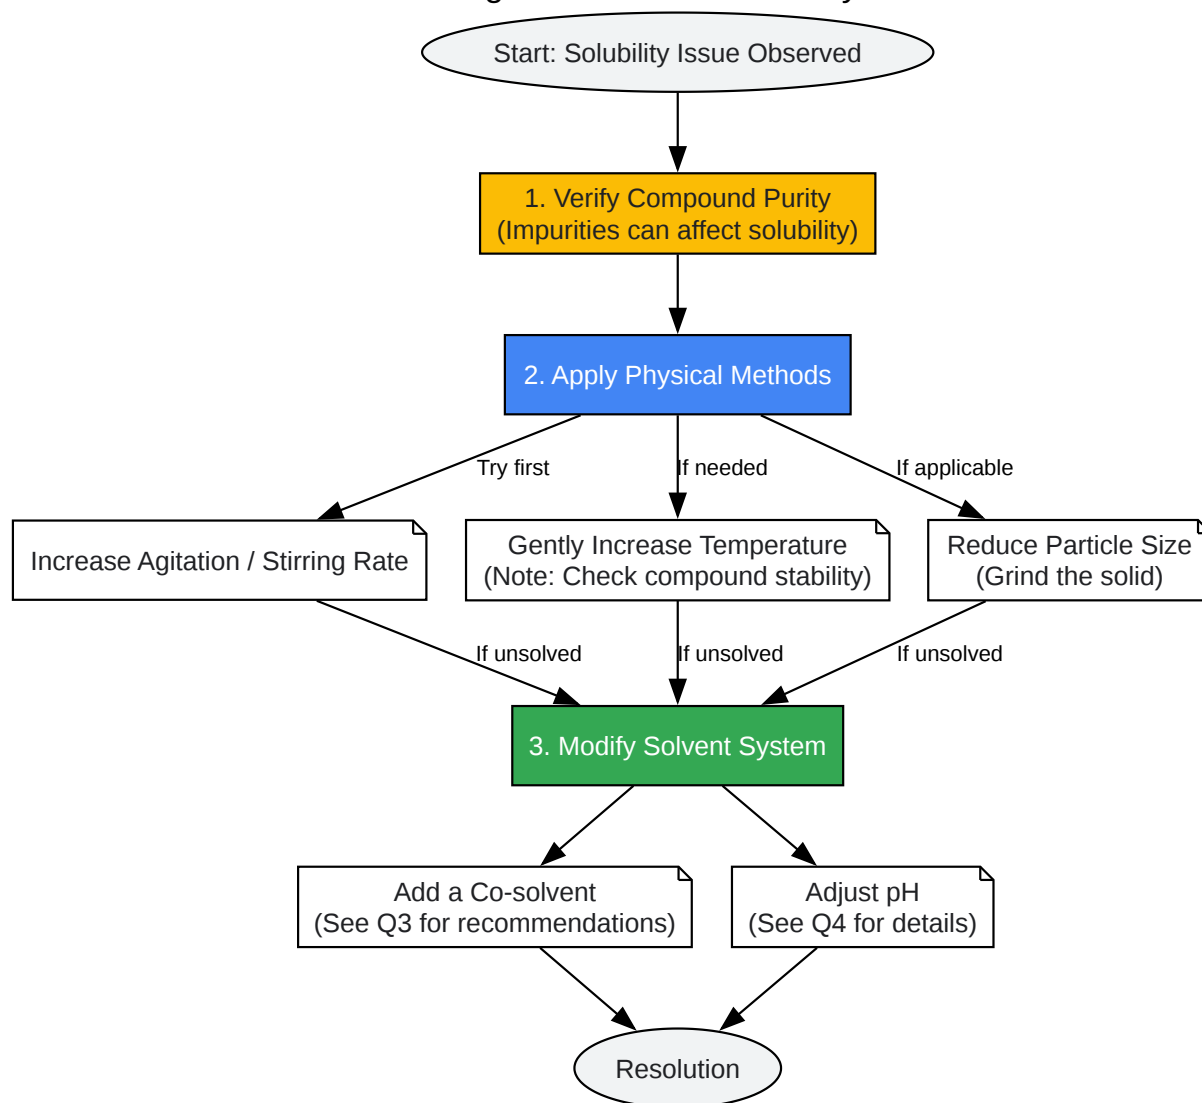 Start: Solubility Issue Observed
1. Verify Compound Purity
(Impurities can affect solubility)
2. Apply Physical Methods
Try first
If needed
If applicable
Increase Agitation / Stirring Rate
Gently Increase Temperature
(Note: Check compound stability)
Reduce Particle Size
(Grind the solid)
If unsolved
If unsolved
If unsolved
3. Modify Solvent System
Add a Co-solvent
(See Q3 for recommendations)
Adjust pH
(See Q4 for details)
Resolution